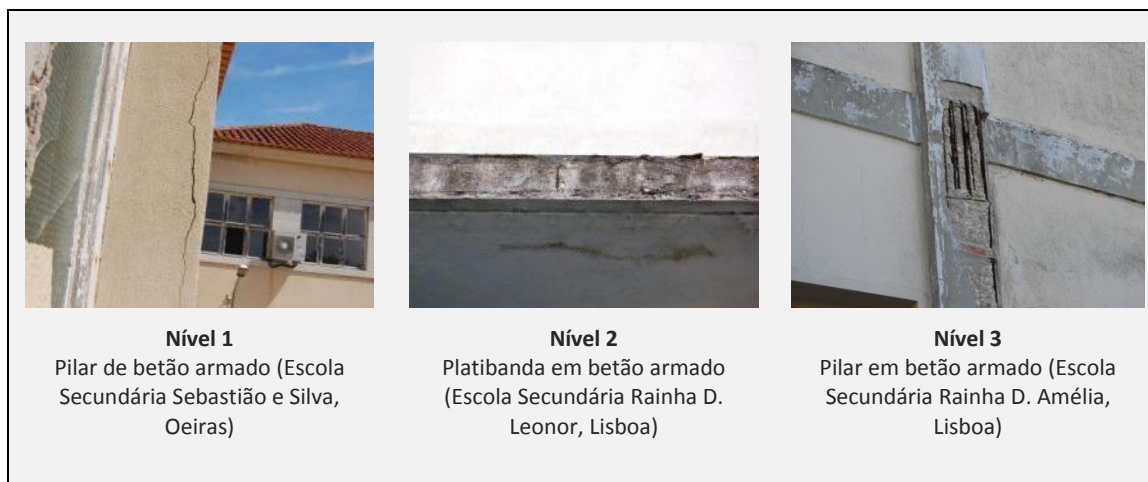 Nível 1
Pilar de betão armado (Escola
Secundária Sebastião e Silva,
Oeiras)
Nível 2
Platibanda em betão armado
(Escola Secundária Rainha D.
Leonor, Lisboa)
Nível 3
Pilar em betão armado (Escola
Secundária Rainha D. Amélia,
Lisboa)